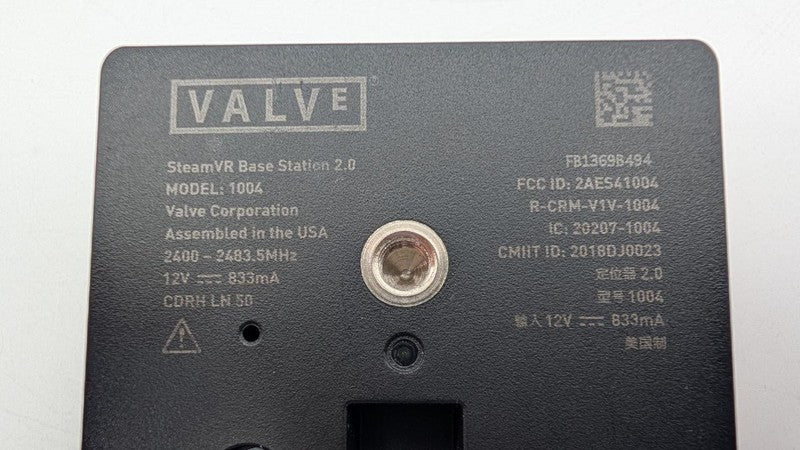 VALVE
SteamVR Base Station 2.0
MODEL: 1004
Valve Corporation
Assembled in the USA
2400 - 2483.5MHz
12V ⎓ 833mA
CDRH LN 50
FB1369B494
FCC ID: 2AES41004
R-CRM-V1V-1004
IC: 20207-1004
CMIIT ID: 2018DJ0023
定位器 2.0
型号 1004
输入 12V ⎓ 833mA
美国制